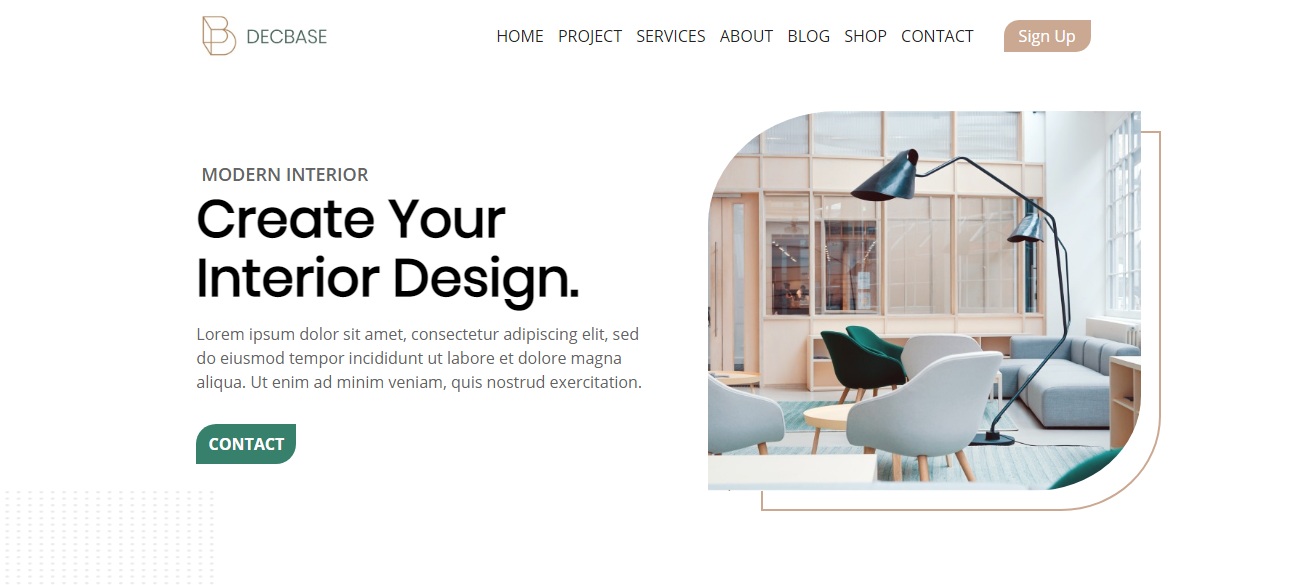 DECBASE
HOME PROJECT SERVICES ABOUT BLOG SHOP CONTACT Sign Up
MODERN INTERIOR
Create Your
Interior Design.
Lorem ipsum dolor sit amet, consectetur adipiscing elit, sed
do eiusmod tempor incididunt ut labore et dolore magna
aliqua. Ut enim ad minim veniam, quis nostrud exercitation.
CONTACT